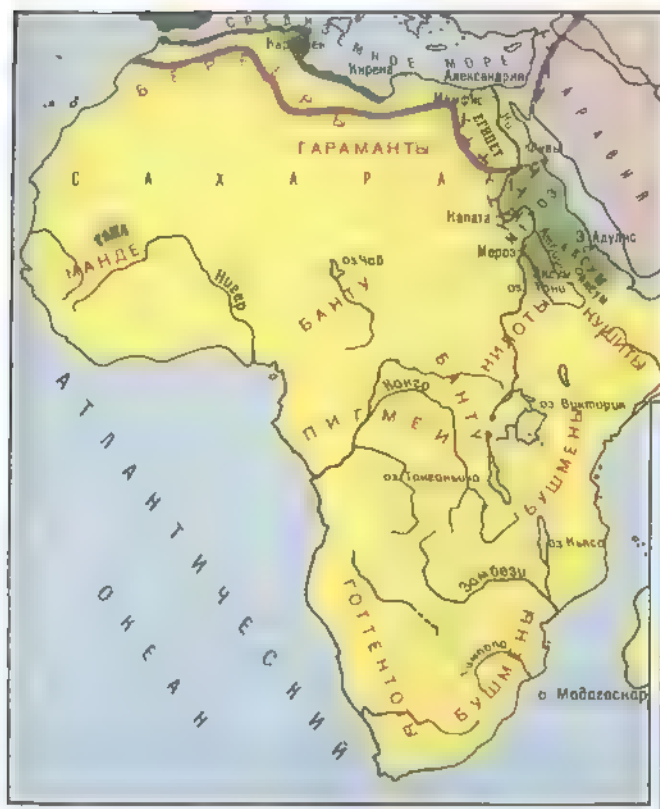 СРЕДИЗЕМНОЕ МОРЕ
Карфаген
Кирена
Александрия
Мемфис
ЕГИПЕТ
Фивы
АРАВИЯ
БЕРБЕРЫ
ГАРАМАНТЫ
САХАРА
Напата
Мероэ
Адулис
АКСУМ
Аксум
оз Тана
МАНДЕ
Нигер
оз Чад
БАНТУ
НИЛОТЫ
КУШИТЫ
БАНТУ
Конго
ПИГМЕИ
оз Виктория
оз Танганьика
БУШМЕНЫ
оз Ньяса
Замбези
ГОТТЕНТОТЫ
Лимпопо
БУШМЕНЫ
о Мадагаскар
АТЛАНТИЧЕСКИЙ
ОКЕАН